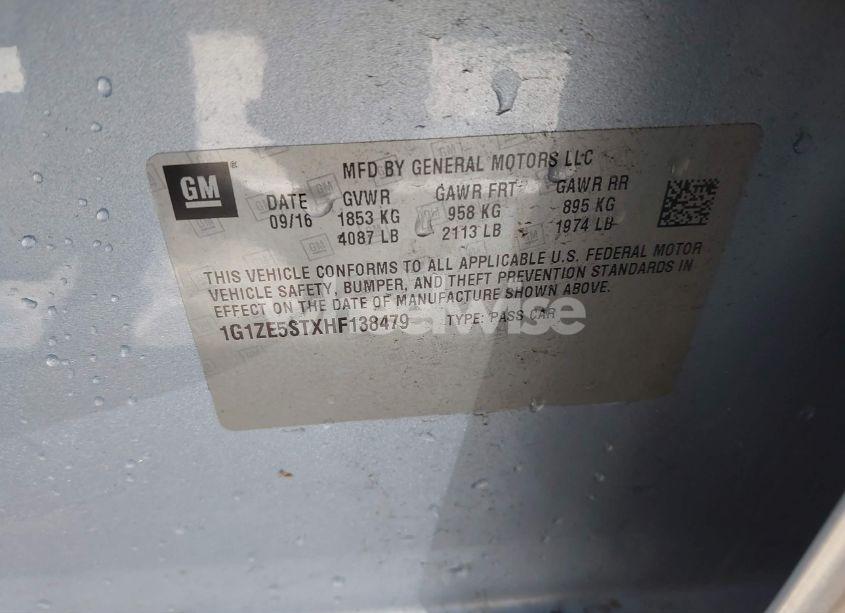 GM
MFD BY GENERAL MOTORS LLC
DATE GVWR GAWR FRT GAWR RR
09/16 1853 KG 958 KG 895 KG
4087 LB 2113 LB 1974 LB
THIS VEHICLE CONFORMS TO ALL APPLICABLE U.S. FEDERAL MOTOR
VEHICLE SAFETY, BUMPER, AND THEFT PREVENTION STANDARDS IN
EFFECT ON THE DATE OF MANUFACTURE SHOWN ABOVE.
1G1ZE5STXHF138479 TYPE: PASS CAR